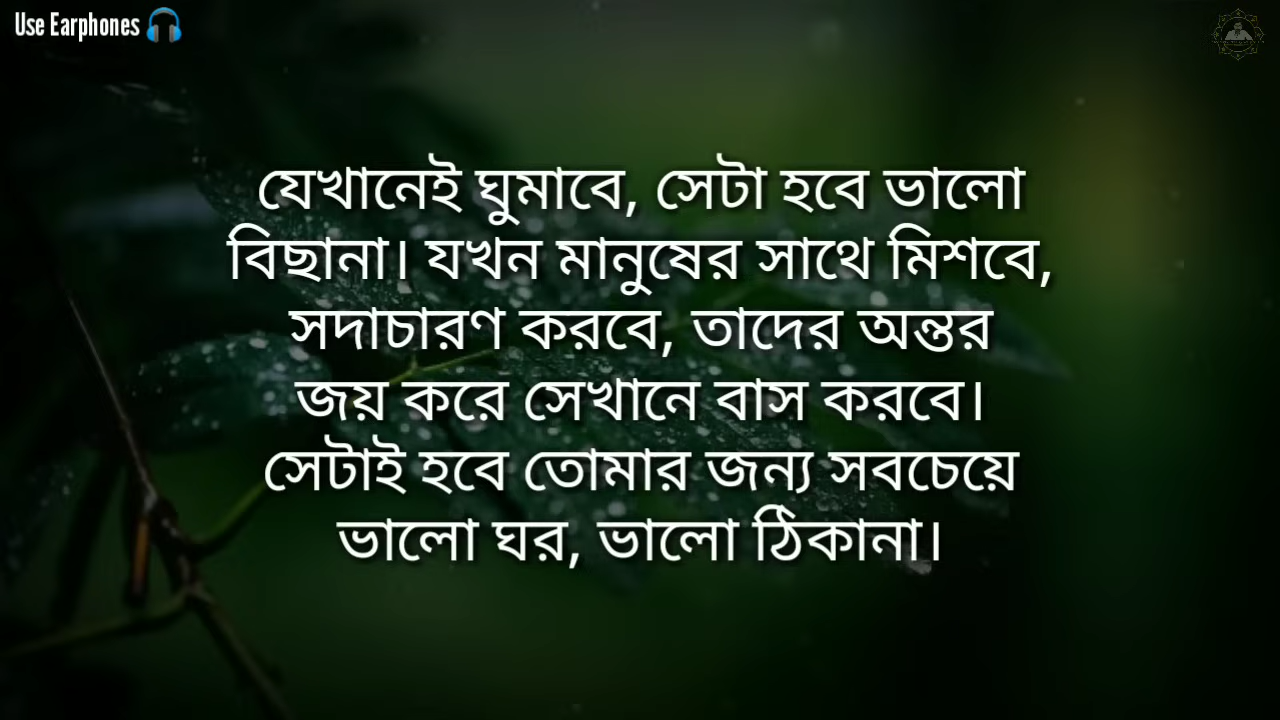 Use Earphones 🎧
যেখানেই ঘুমাবে, সেটা হবে ভালো
বিছানা। যখন মানুষের সাথে মিশবে,
সদাচারণ করবে, তাদের অন্তর
জয় করে সেখানে বাস করবে।
সেটাই হবে তোমার জন্য সবচেয়ে
ভালো ঘর, ভালো ঠিকানা।